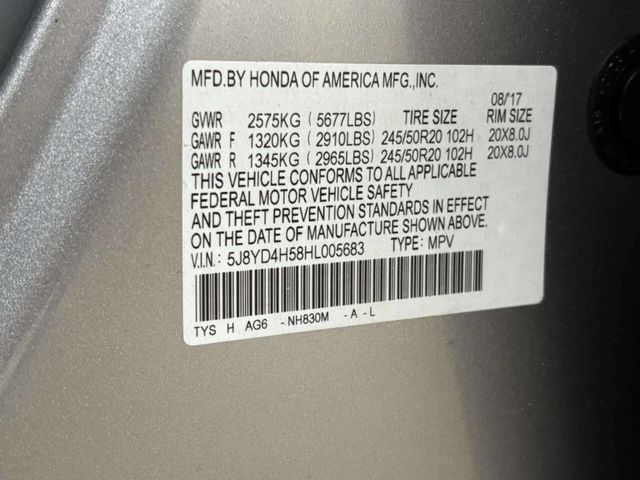 MFD.BY HONDA OF AMERICA MFG.,INC.
08/'17
GVWR 2575KG ( 5677LBS) TIRE SIZE RIM SIZE
GAWR F 1320KG ( 2910LBS) 245/50R20 102H 20X8.0J
GAWR R 1345KG ( 2965LBS) 245/50R20 102H 20X8.0J
THIS VEHICLE CONFORMS TO ALL APPLICABLE
FEDERAL MOTOR VEHICLE SAFETY
AND THEFT PREVENTION STANDARDS IN EFFECT
ON THE DATE OF MANUFACTURE SHOWN ABOVE.
V.I.N.: 5J8YD4H58HL005683 TYPE: MPV
TYS H AG6 -NH830M -A-L